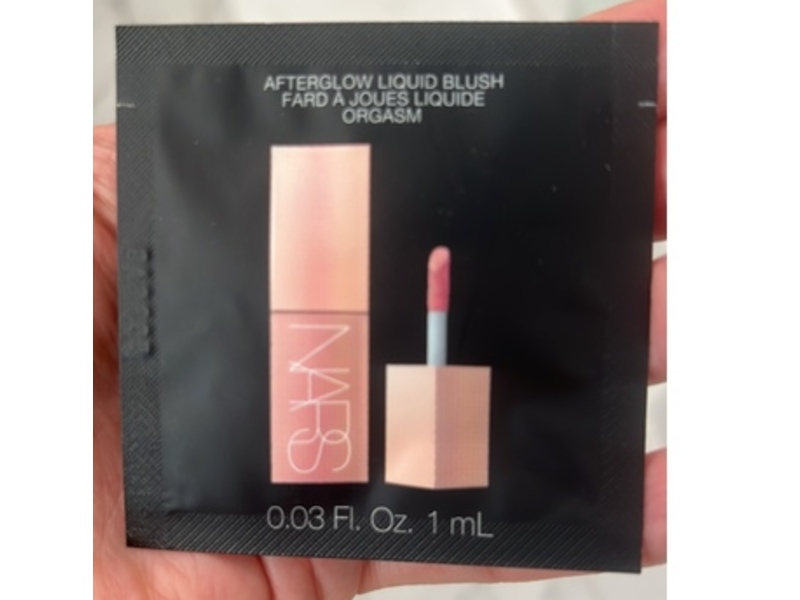 AFTERGLOW LIQUID BLUSH
FARD À JOUES LIQUIDE
ORGASM
NARS
0.03 Fl. Oz. 1 mL